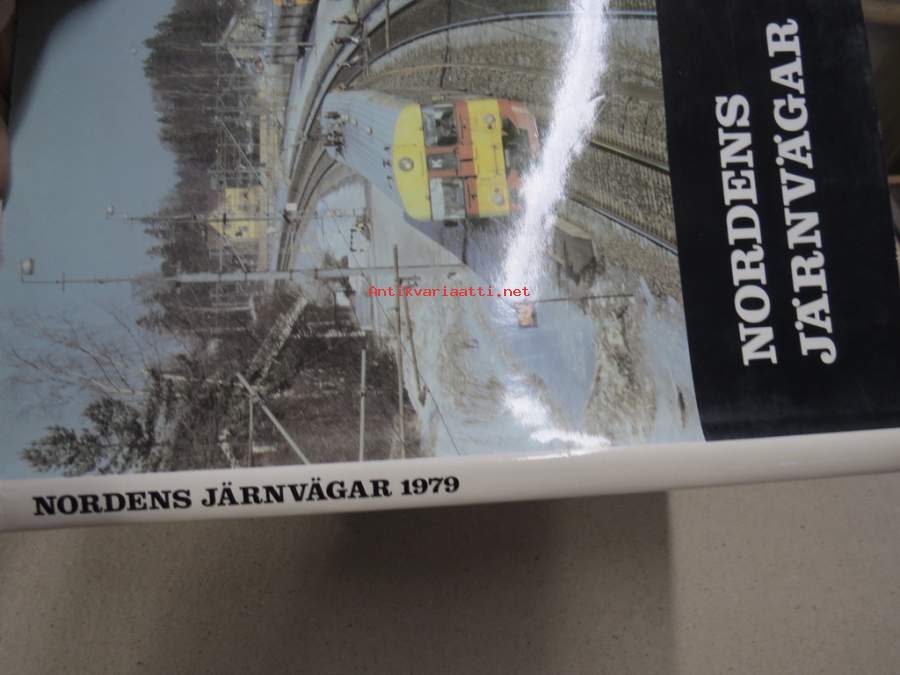 NORDENS
JÄRNVÄGAR
Antikvariaatti.net
NORDENS JÄRNVÄGAR 1979